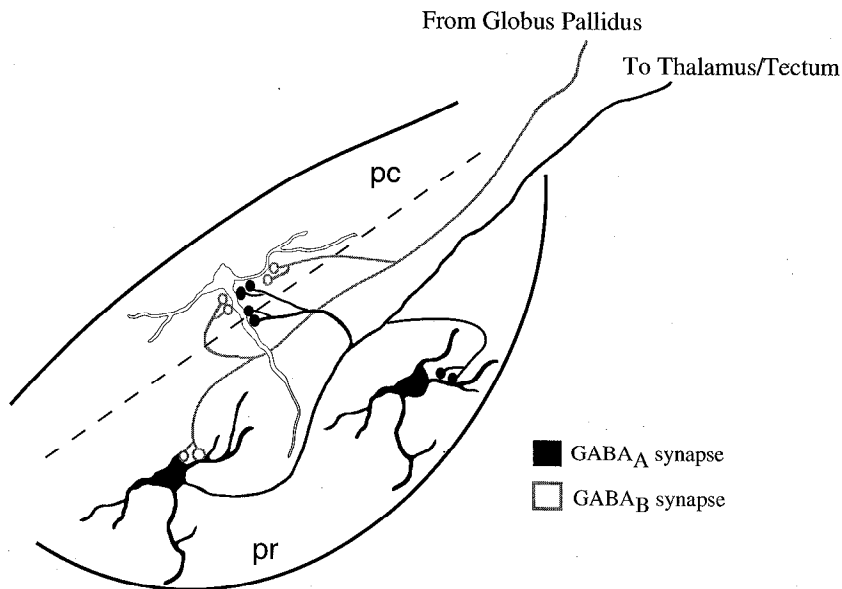 From Globus Pallidus
To Thalamus/Tectum
pc
GABAA synapse
GABAB synapse
pr